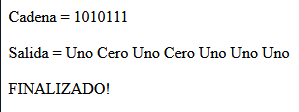 Cadena = 1010111
Salida = Uno Cero Uno Cero Uno Uno Uno
FINALIZADO!